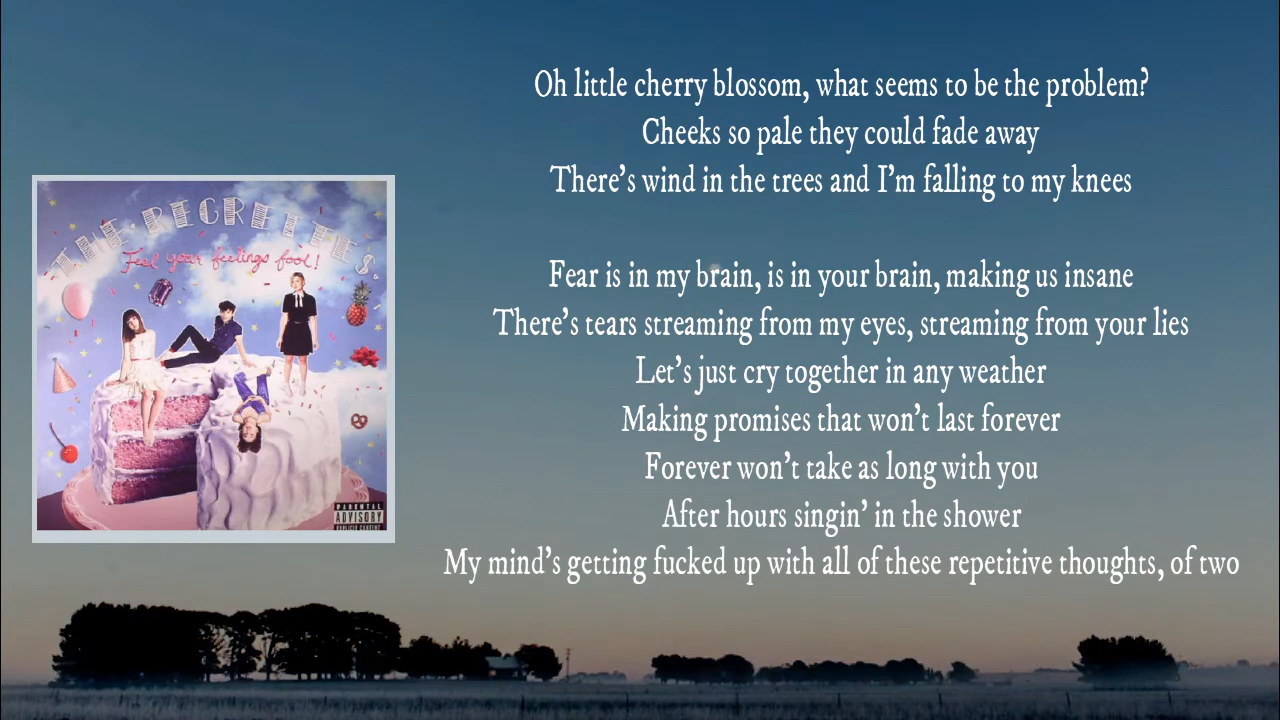 THE REGRETTES
Feel your feelings fool!
PARENTAL
ADVISORY
EXPLICIT CONTENT
Oh little cherry blossom, what seems to be the problem?
Cheeks so pale they could fade away
There's wind in the trees and I'm falling to my knees
Fear is in my brain, is in your brain, making us insane
There's tears streaming from my eyes, streaming from your lies
Let's just cry together in any weather
Making promises that won't last forever
Forever won't take as long with you
After hours singin' in the shower
My mind's getting fucked up with all of these repetitive thoughts, of two